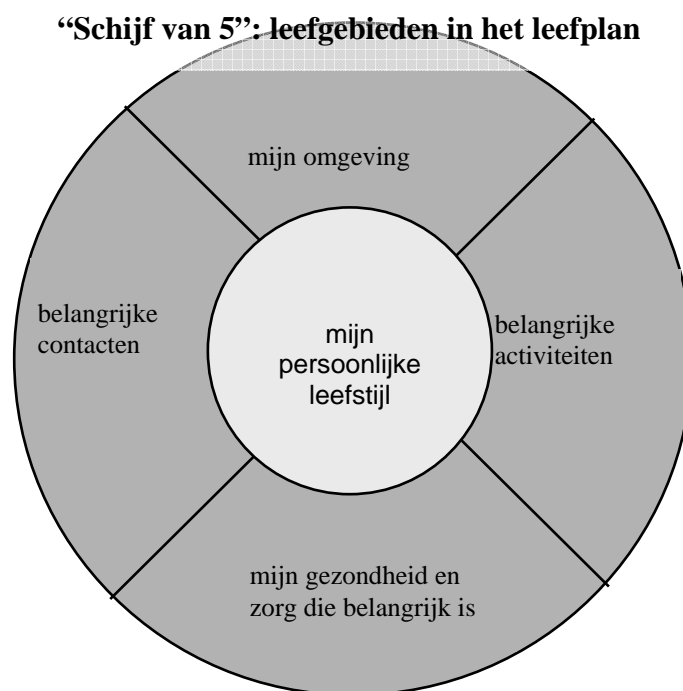 “Schijf van 5”: leefgebieden in het leefplan
mijn omgeving
belangrijke
contacten
mijn
persoonlijke
leefstijl
belangrijke
activiteiten
mijn gezondheid en
zorg die belangrijk is